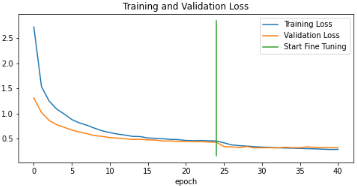 Training and Validation Loss
Training Loss
Validation Loss
Start Fine Tuning
2.5
2.0
1.5
1.0
0.5
0 5 10 15 20 25 30 35 40
epoch